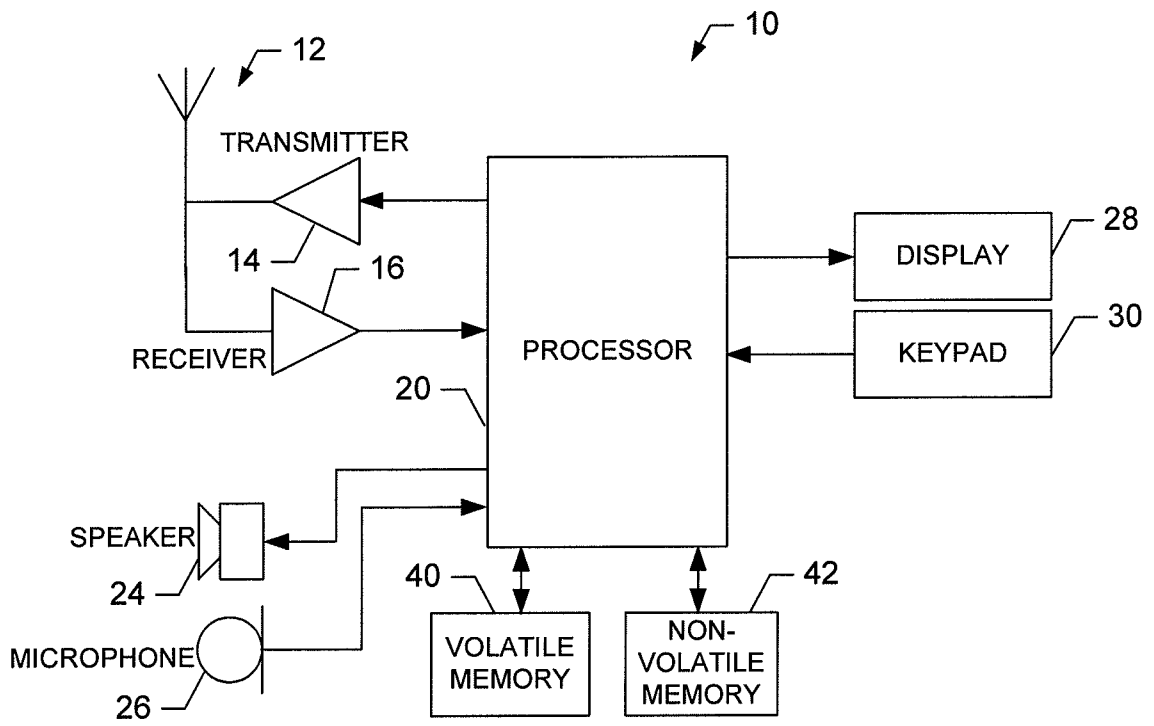 10
12
TRANSMITTER
14
16
RECEIVER
PROCESSOR
20
DISPLAY
28
KEYPAD
30
SPEAKER
24
MICROPHONE
26
40
VOLATILE
MEMORY
42
NON-
VOLATILE
MEMORY